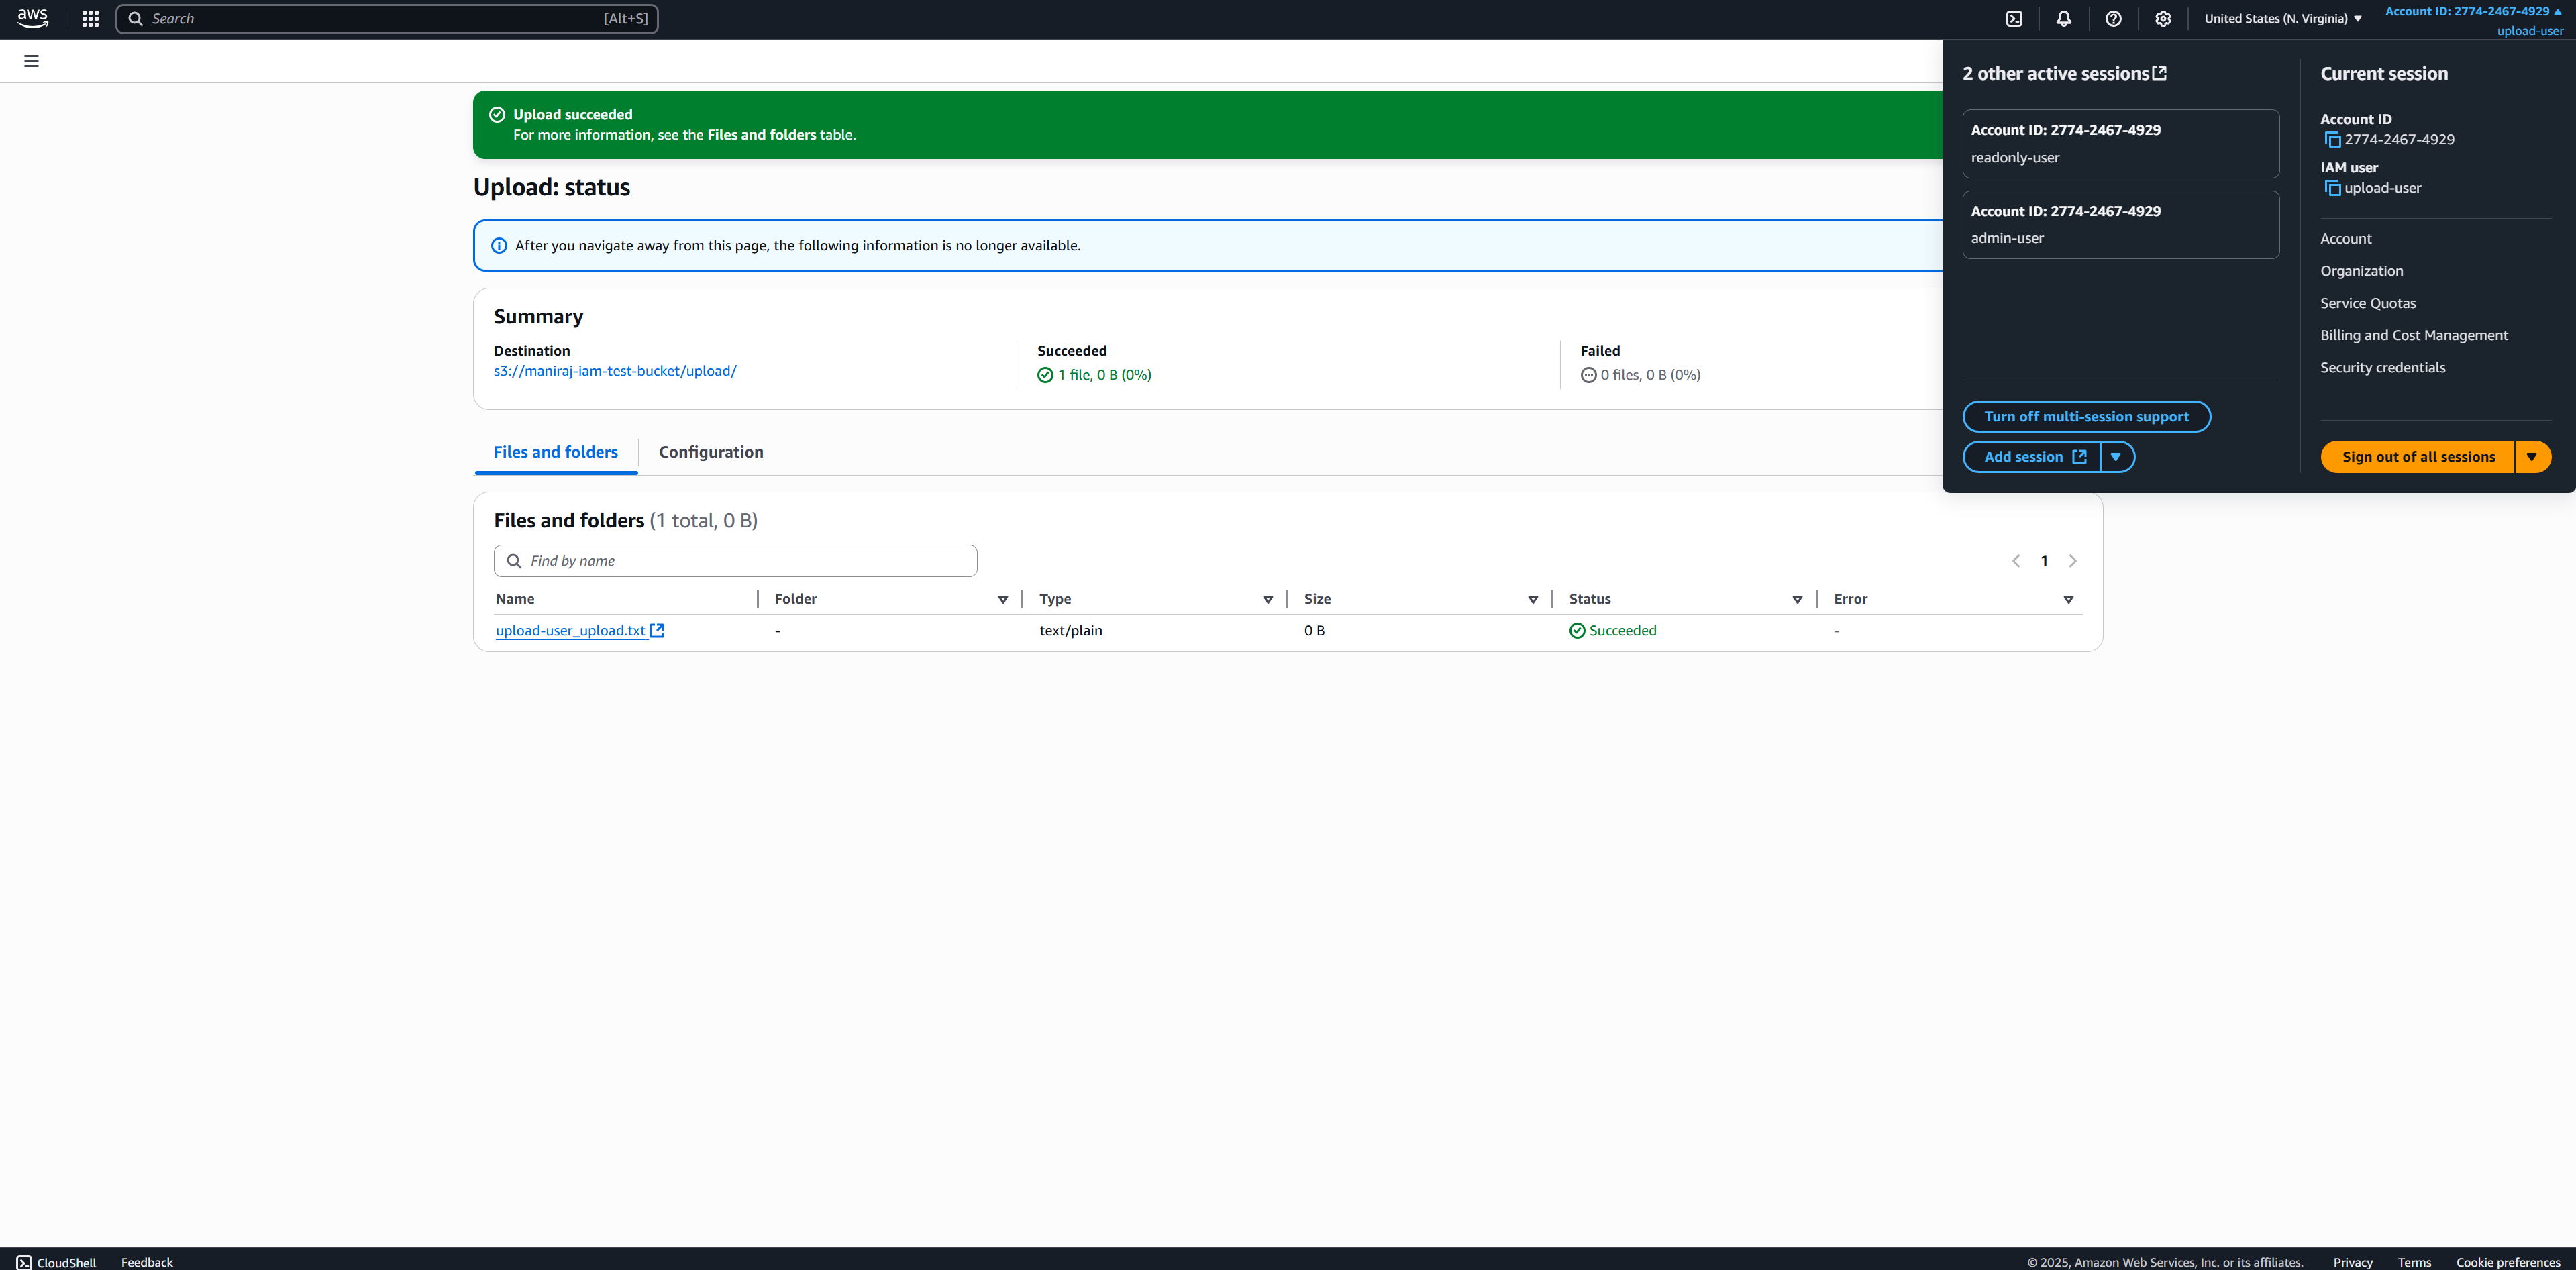 aws
Search
[Alt+S]
United States (N. Virginia)
Account ID: 2774-2467-4929
upload-user
Upload succeeded
For more information, see the Files and folders table.
Upload: status
After you navigate away from this page, the following information is no longer available.
Summary
Destination
s3://maniraj-iam-test-bucket/upload/
Succeeded
1 file, 0 B (0%)
Failed
0 files, 0 B (0%)
Files and folders
Configuration
Files and folders (1 total, 0 B)
Find by name
1
Name
Folder
Type
Size
Status
Error
upload-user_upload.txt
-
text/plain
0 B
Succeeded
-
2 other active sessions
Account ID: 2774-2467-4929
readonly-user
Account ID: 2774-2467-4929
admin-user
Turn off multi-session support
Add session
Current session
Account ID
2774-2467-4929
IAM user
upload-user
Account
Organization
Service Quotas
Billing and Cost Management
Security credentials
Sign out of all sessions
CloudShell
Feedback
© 2025, Amazon Web Services, Inc. or its affiliates.
Privacy
Terms
Cookie preferences